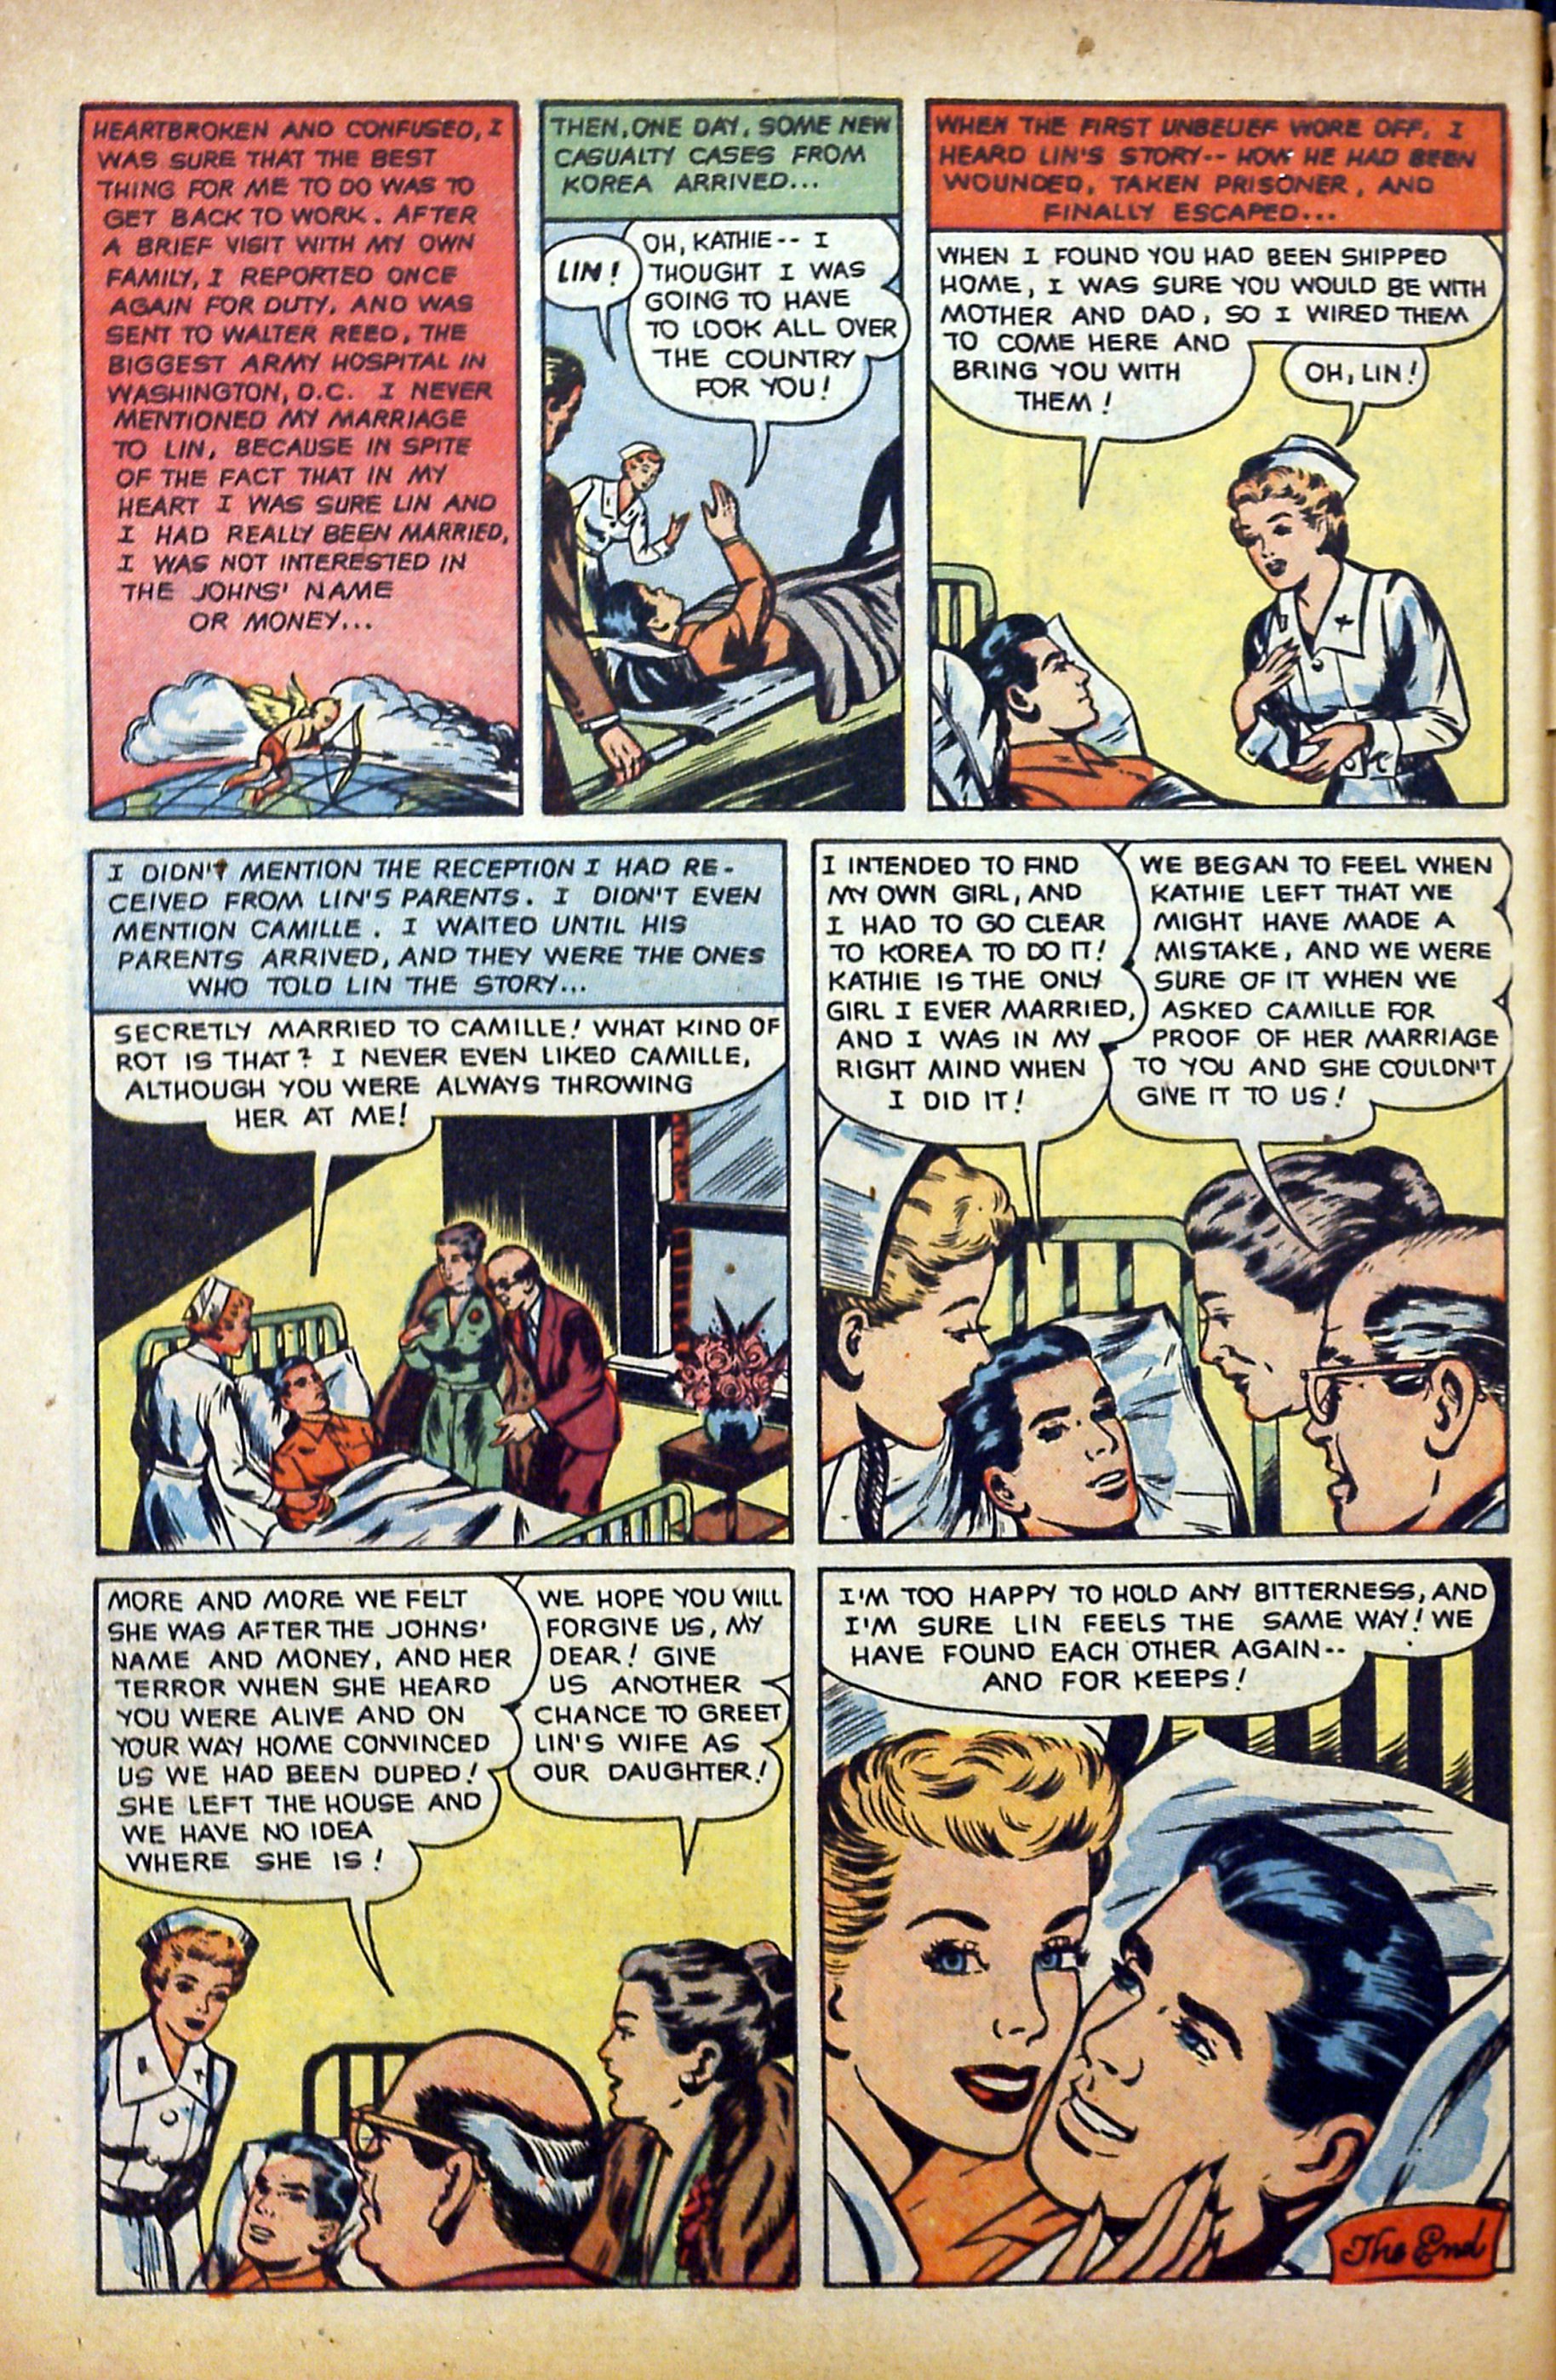 HEARTBROKEN AND CONFUSED, I
WAS SURE THAT THE BEST
THING FOR ME TO DO WAS TO
GET BACK TO WORK. AFTER
A BRIEF VISIT WITH MY OWN
FAMILY, I REPORTED ONCE
AGAIN FOR DUTY, AND WAS
SENT TO WALTER REED, THE
BIGGEST ARMY HOSPITAL IN
WASHINGTON, D.C. I NEVER
MENTIONED MY MARRIAGE
TO LIN, BECAUSE IN SPITE
OF THE FACT THAT IN MY
HEART I WAS SURE LIN AND
I HAD REALLY BEEN MARRIED,
I WAS NOT INTERESTED IN
THE JOHNS' NAME
OR MONEY...
THEN, ONE DAY, SOME NEW
CASUALTY CASES FROM
KOREA ARRIVED...
LIN!
OH, KATHIE-- I
THOUGHT I WAS
GOING TO HAVE
TO LOOK ALL OVER
THE COUNTRY
FOR YOU!
WHEN THE FIRST UNBELIEF WORE OFF, I
HEARD LIN'S STORY-- HOW HE HAD BEEN
WOUNDED, TAKEN PRISONER, AND
FINALLY ESCAPED...
WHEN I FOUND YOU HAD BEEN SHIPPED
HOME, I WAS SURE YOU WOULD BE WITH
MOTHER AND DAD, SO I WIRED THEM
TO COME HERE AND
BRING YOU WITH
THEM!
OH, LIN!
I DIDN'T MENTION THE RECEPTION I HAD RE-
CEIVED FROM LIN'S PARENTS. I DIDN'T EVEN
MENTION CAMILLE. I WAITED UNTIL HIS
PARENTS ARRIVED, AND THEY WERE THE ONES
WHO TOLD LIN THE STORY...
SECRETLY MARRIED TO CAMILLE! WHAT KIND OF
ROT IS THAT? I NEVER EVEN LIKED CAMILLE,
ALTHOUGH YOU WERE ALWAYS THROWING
HER AT ME!
I INTENDED TO FIND
MY OWN GIRL, AND
I HAD TO GO CLEAR
TO KOREA TO DO IT!
KATHIE IS THE ONLY
GIRL I EVER MARRIED,
AND I WAS IN MY
RIGHT MIND WHEN
I DID IT!
WE BEGAN TO FEEL WHEN
KATHIE LEFT THAT WE
MIGHT HAVE MADE A
MISTAKE, AND WE WERE
SURE OF IT WHEN WE
ASKED CAMILLE FOR
PROOF OF HER MARRIAGE
TO YOU AND SHE COULDN'T
GIVE IT TO US!
MORE AND MORE WE FELT
SHE WAS AFTER THE JOHNS'
NAME AND MONEY, AND HER
TERROR WHEN SHE HEARD
YOU WERE ALIVE AND ON
YOUR WAY HOME CONVINCED
US WE HAD BEEN DUPED!
SHE LEFT THE HOUSE AND
WE HAVE NO IDEA
WHERE SHE IS!
WE HOPE YOU WILL
FORGIVE US, MY
DEAR! GIVE
US ANOTHER
CHANCE TO GREET
LIN'S WIFE AS
OUR DAUGHTER!
I'M TOO HAPPY TO HOLD ANY BITTERNESS, AND
I'M SURE LIN FEELS THE SAME WAY! WE
HAVE FOUND EACH OTHER AGAIN--
AND FOR KEEPS!
The End